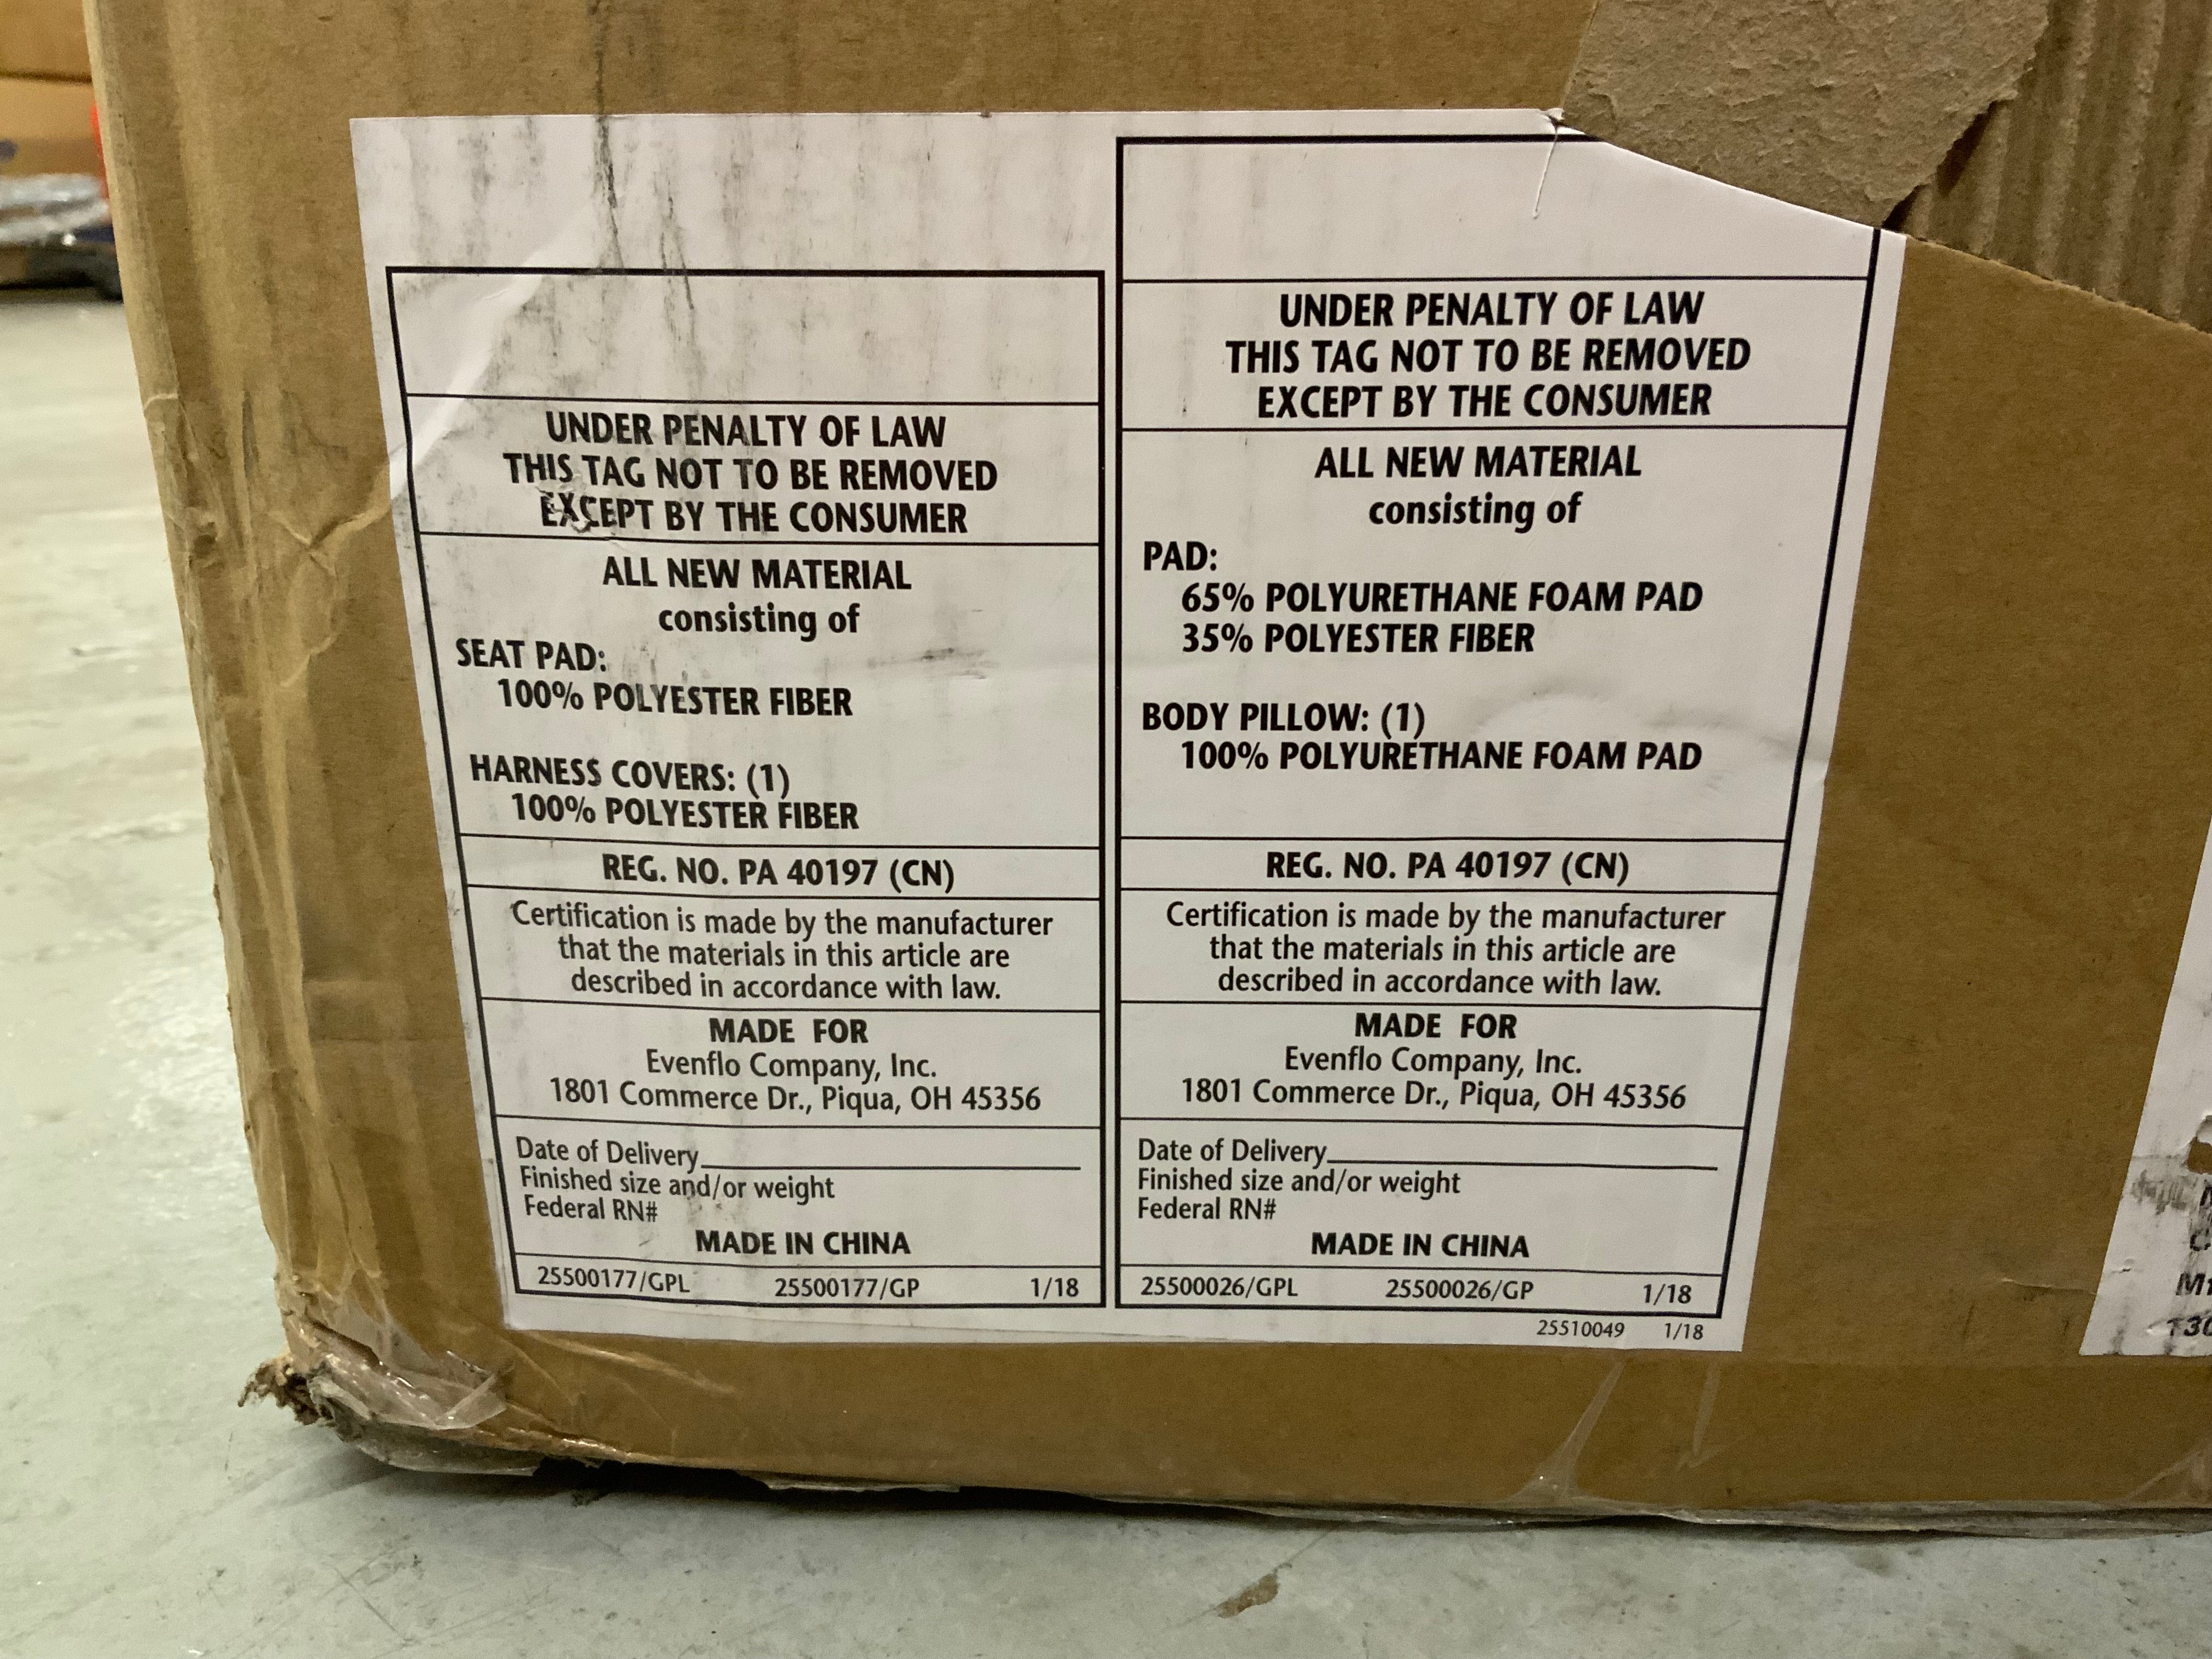 UNDER PENALTY OF LAW
THIS TAG NOT TO BE REMOVED
EXCEPT BY THE CONSUMER
ALL NEW MATERIAL
consisting of
SEAT PAD:
100% POLYESTER FIBER
HARNESS COVERS: (1)
100% POLYESTER FIBER
REG. NO. PA 40197 (CN)
Certification is made by the manufacturer
that the materials in this article are
described in accordance with law.
MADE FOR
Evenflo Company, Inc.
1801 Commerce Dr., Piqua, OH 45356
Date of Delivery
Finished size and/or weight
Federal RN#
MADE IN CHINA
25500177/GPL 25500177/GP 1/18
UNDER PENALTY OF LAW
THIS TAG NOT TO BE REMOVED
EXCEPT BY THE CONSUMER
ALL NEW MATERIAL
consisting of
PAD:
65% POLYURETHANE FOAM PAD
35% POLYESTER FIBER
BODY PILLOW: (1)
100% POLYURETHANE FOAM PAD
REG. NO. PA 40197 (CN)
Certification is made by the manufacturer
that the materials in this article are
described in accordance with law.
MADE FOR
Evenflo Company, Inc.
1801 Commerce Dr., Piqua, OH 45356
Date of Delivery
Finished size and/or weight
Federal RN#
MADE IN CHINA
25500026/GPL 25500026/GP 1/18
25510049 1/18